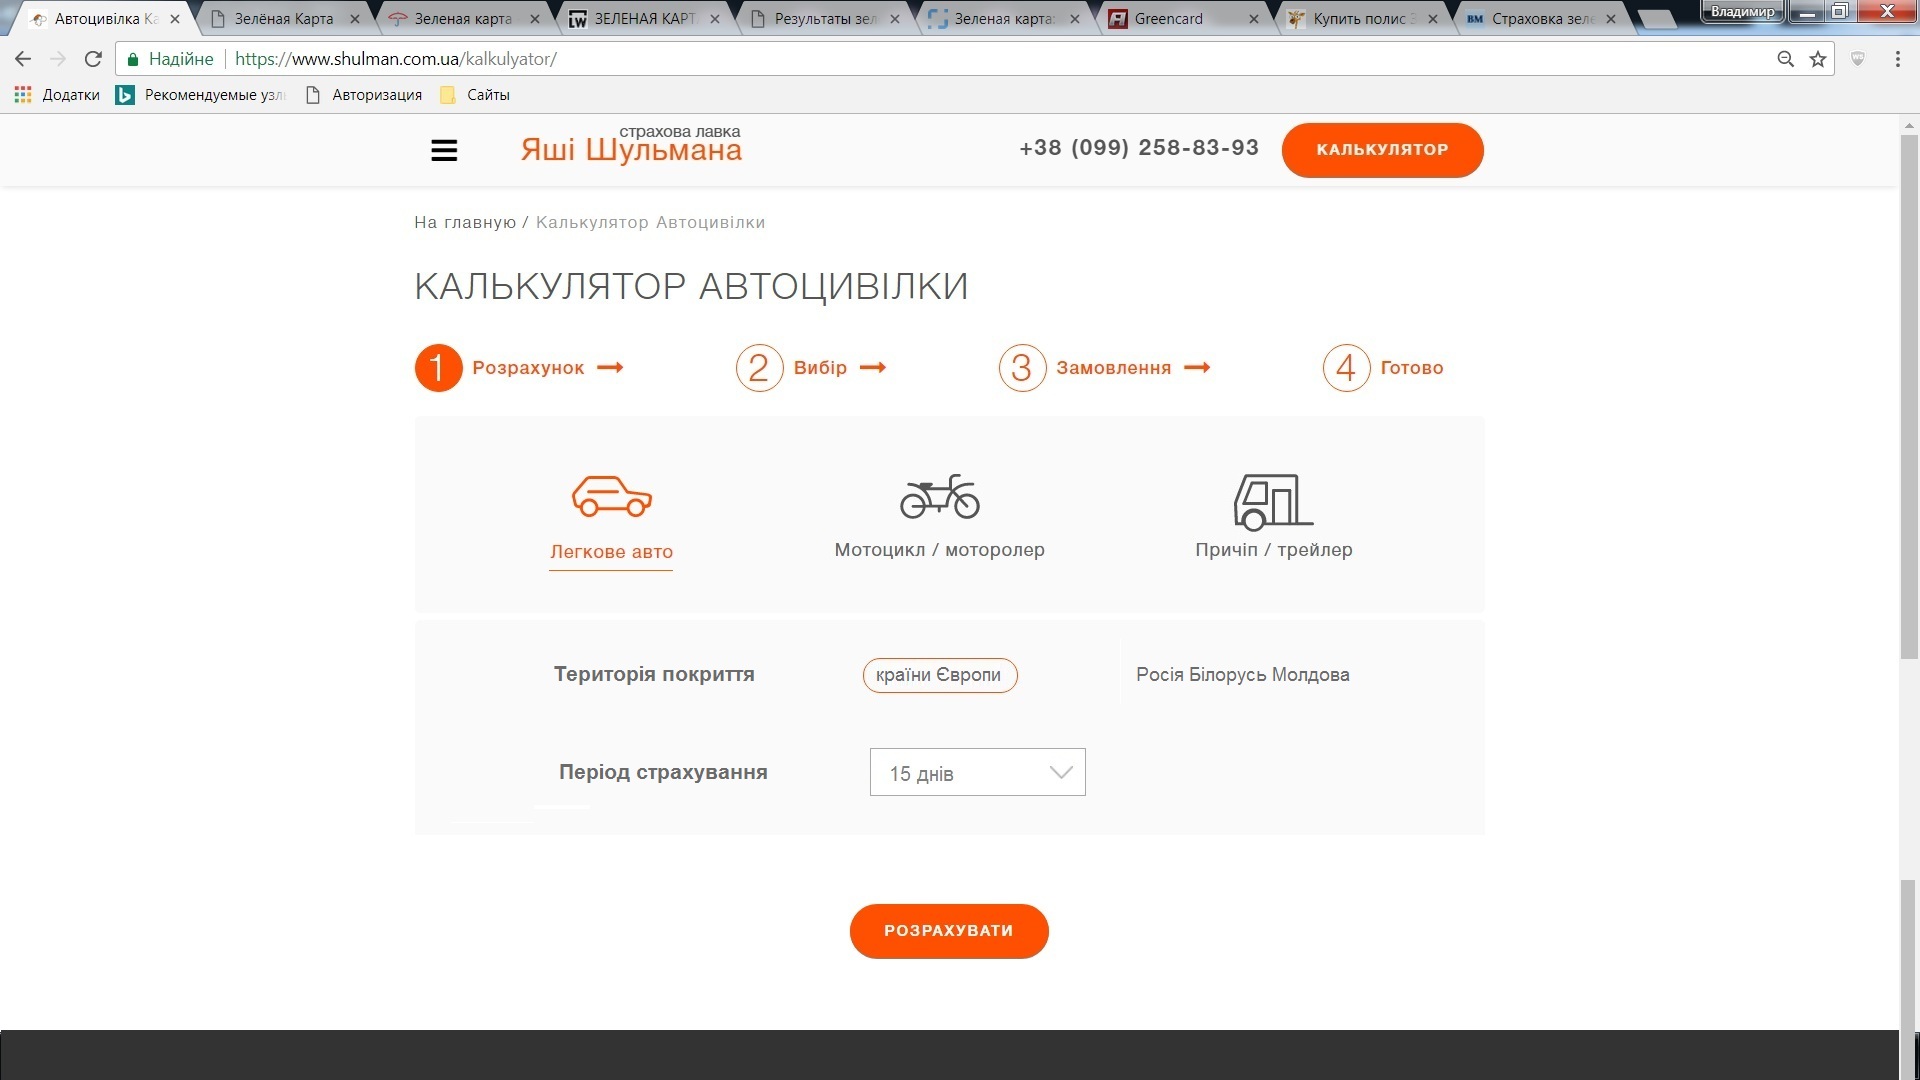 Автоцивілка Ка
Зелёная Карта
Зеленая карта
ЗЕЛЕНАЯ КАРТ
Результаты зел
Зеленая карта:
Greencard
Купить полис З
Страховка зеле
Владимир
Надійне
https://www.shulman.com.ua/kalkulyator/
Додатки
Рекомендуемые узл
Авторизация
Сайты
страхова лавка
Яші Шульмана
+38 (099) 258-83-93
КАЛЬКУЛЯТОР
На главную / Калькулятор Автоцивілки
КАЛЬКУЛЯТОР АВТОЦИВІЛКИ
1 Розрахунок
2 Вибір
3 Замовлення
4 Готово
Легкове авто
Мотоцикл / моторолер
Причіп / трейлер
Територія покриття
країни Європи
Росія Білорусь Молдова
Період страхування
15 днів
РОЗРАХУВАТИ